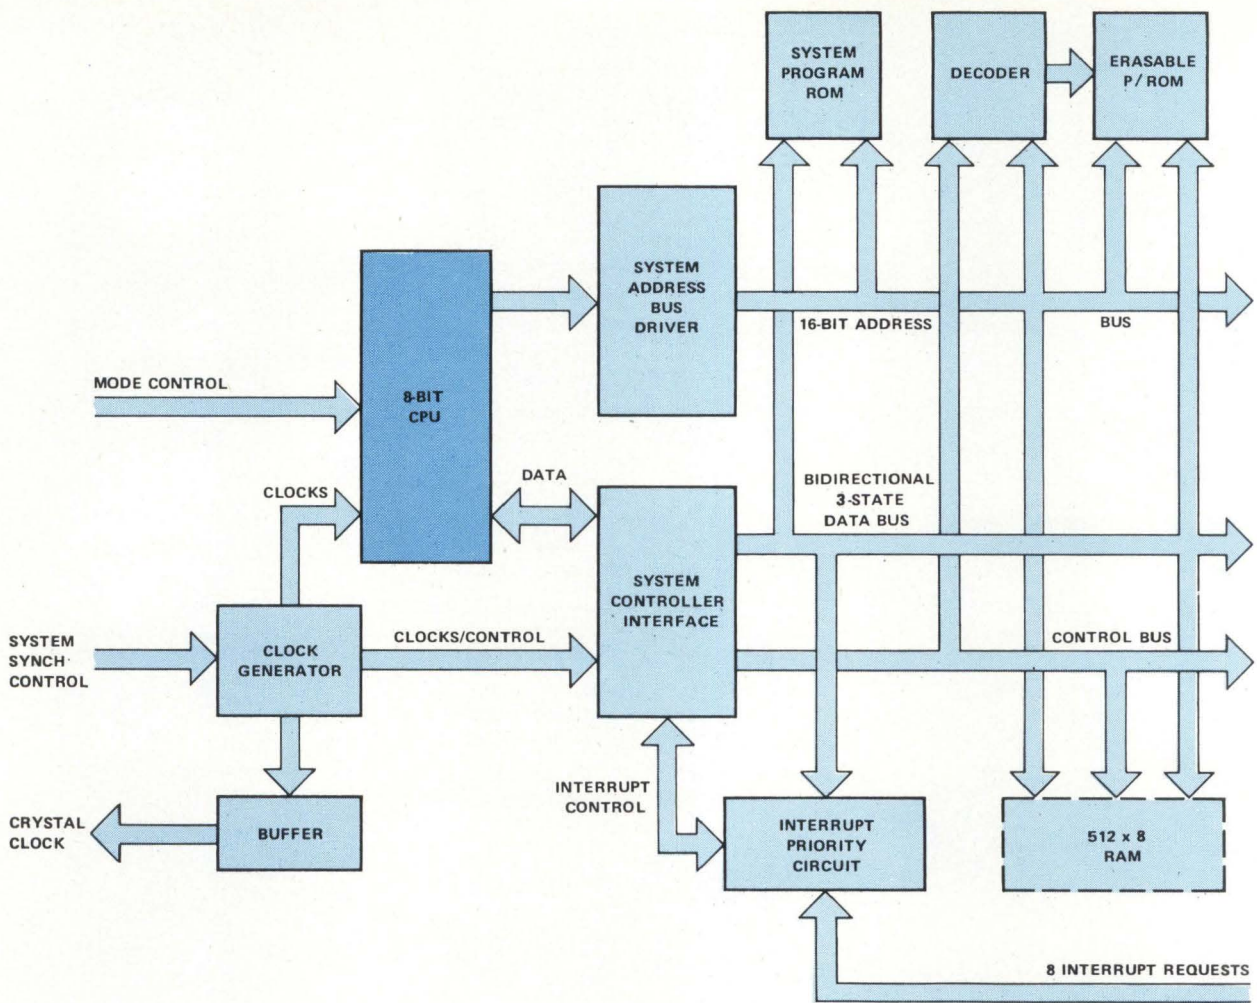 SYSTEM
PROGRAM
ROM
DECODER
ERASABLE
P/ROM
SYSTEM
ADDRESS
BUS
DRIVER
16-BIT ADDRESS
BUS
MODE CONTROL
8-BIT
CPU
CLOCKS
DATA
BIDIRECTIONAL
3-STATE
DATA BUS
SYSTEM
CONTROLLER
INTERFACE
SYSTEM
SYNCH
CONTROL
CLOCK
GENERATOR
CLOCKS/CONTROL
CONTROL BUS
INTERRUPT
CONTROL
CRYSTAL
CLOCK
BUFFER
INTERRUPT
PRIORITY
CIRCUIT
512 x 8
RAM
8 INTERRUPT REQUESTS